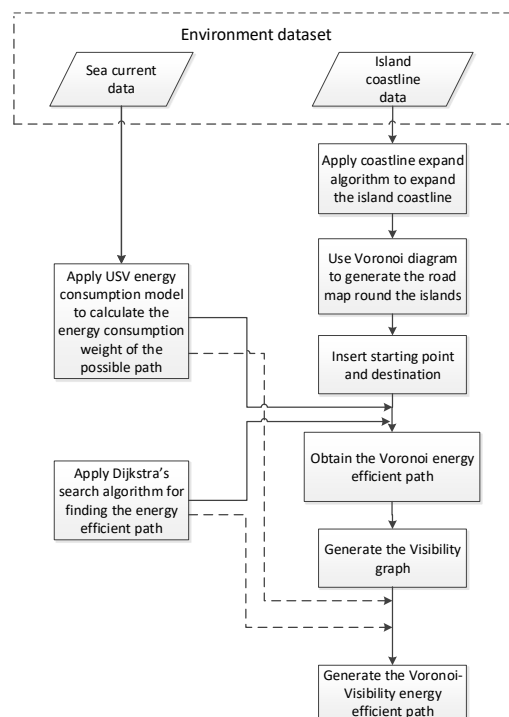 Environment dataset
Sea current
data
Island
coastline
data
Apply coastline expand
algorithm to expand
the island coastline
Use Voronoi diagram
to generate the road
map round the islands
Apply USV energy
consumption model
to calculate the
energy consumption
weight of the
possible path
Insert starting point
and destination
Obtain the Voronoi energy
efficient path
Apply Dijkstra's
search algorithm for
finding the energy
efficient path
Generate the Visibility
graph
Generate the Voronoi-
Visibility energy
efficient path